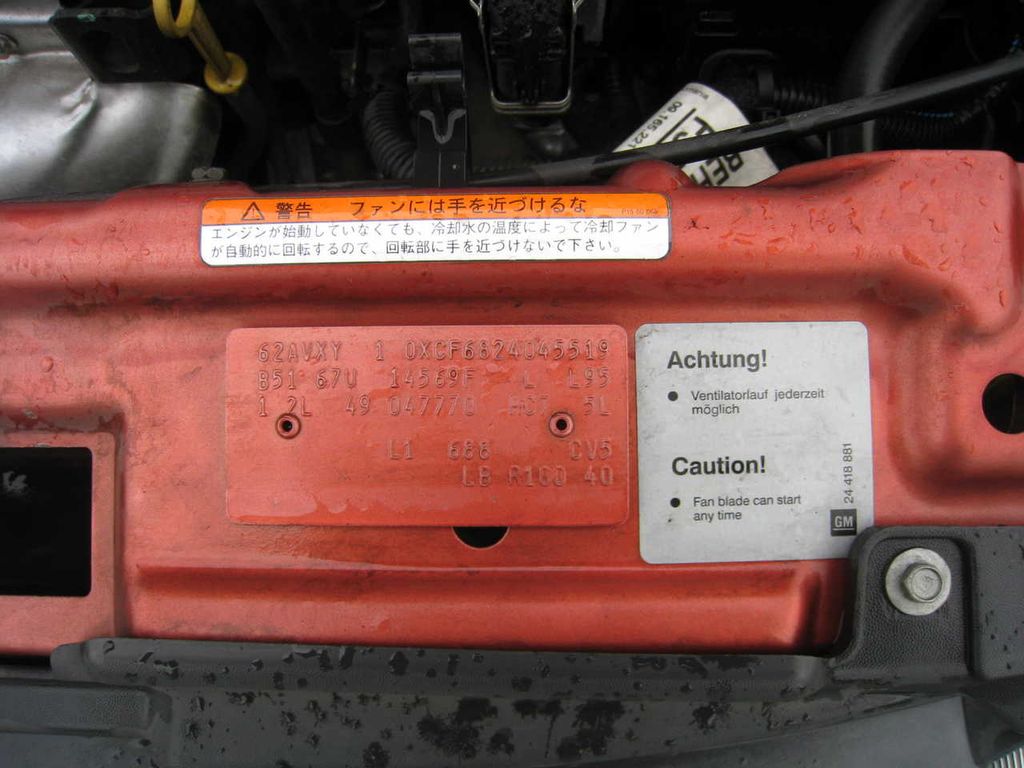 09 165 221
警告 ファンには手を近づけるな
エンジンが始動していなくても、冷却水の温度によって冷却ファン
が自動的に回転するので、回転部に手を近づけないで下さい。
62AVXY 1 0XCF6824045519
B51 67U 14569F L L95
1 2L 49 047770 5L
L1 688 CV5
LB R16D 40
Achtung!
● Ventilatorlauf jederzeit
möglich
Caution!
● Fan blade can start
any time
24 418 881
GM